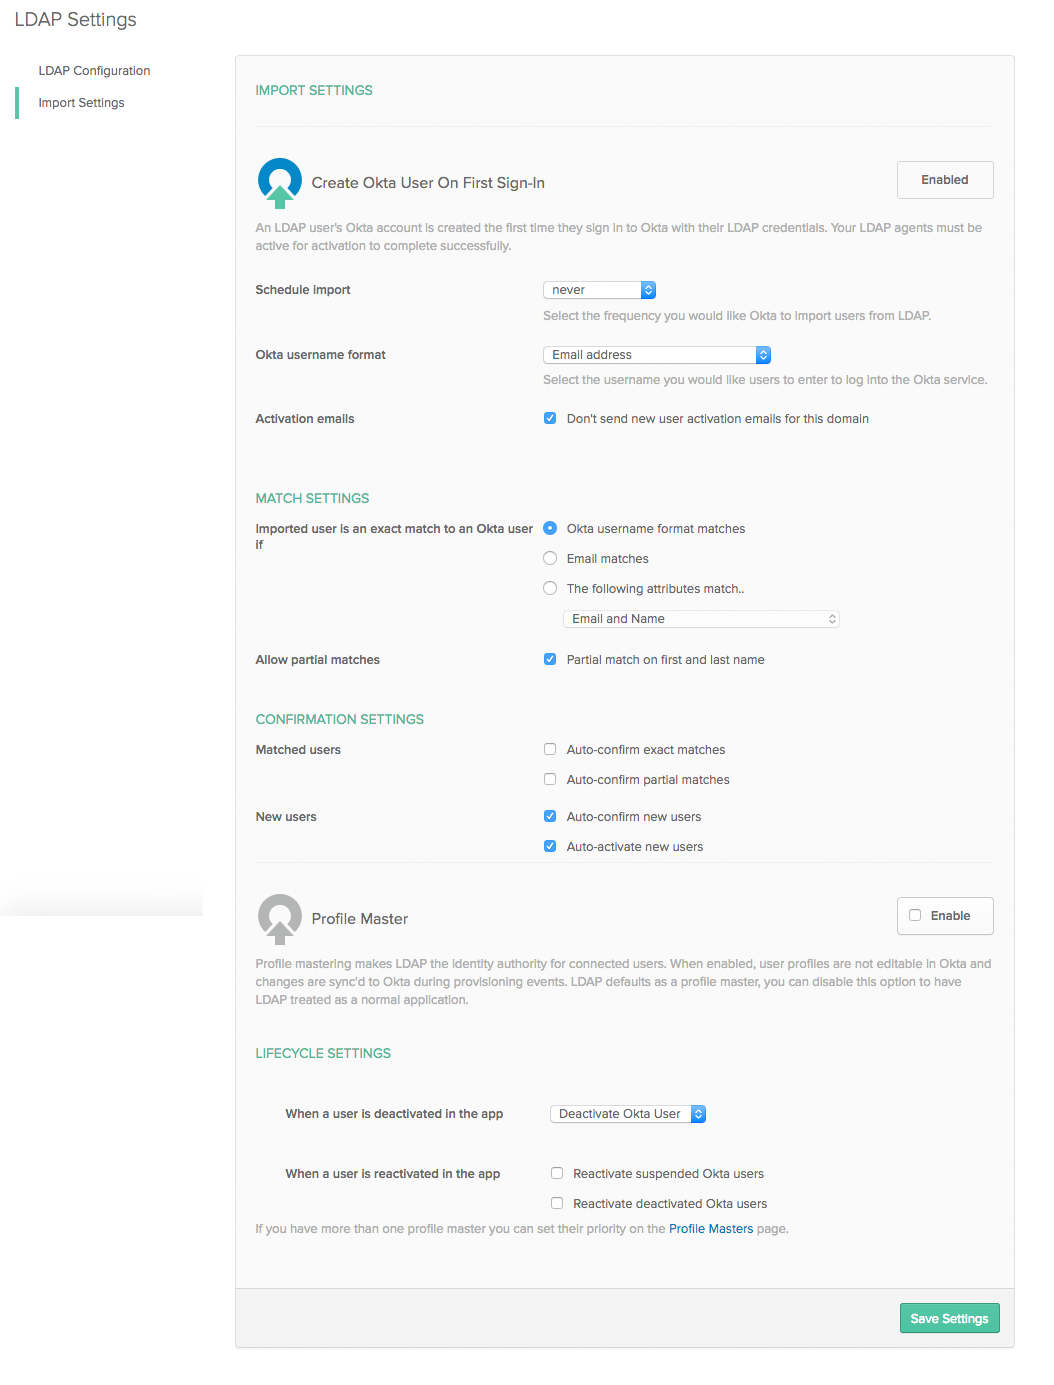 LDAP Settings
LDAP Configuration
Import Settings
IMPORT SETTINGS
Create Okta User On First Sign-In
Enabled
An LDAP user's Okta account is created the first time they sign in to Okta with their LDAP credentials. Your LDAP agents must be
active for activation to complete successfully.
Schedule import
never
Select the frequency you would like Okta to import users from LDAP.
Okta username format
Email address
Select the username you would like users to enter to log into the Okta service.
Activation emails
Don't send new user activation emails for this domain
MATCH SETTINGS
Imported user is an exact match to an Okta user
if
Okta username format matches
Email matches
The following attributes match..
Email and Name
Allow partial matches
Partial match on first and last name
CONFIRMATION SETTINGS
Matched users
Auto-confirm exact matches
Auto-confirm partial matches
New users
Auto-confirm new users
Auto-activate new users
Profile Master
Enable
Profile mastering makes LDAP the identity authority for connected users. When enabled, user profiles are not editable in Okta and
changes are sync'd to Okta during provisioning events. LDAP defaults as a profile master, you can disable this option to have
LDAP treated as a normal application.
LIFECYCLE SETTINGS
When a user is deactivated in the app
Deactivate Okta User
When a user is reactivated in the app
Reactivate suspended Okta users
Reactivate deactivated Okta users
If you have more than one profile master you can set their priority on the Profile Masters page.
Save Settings